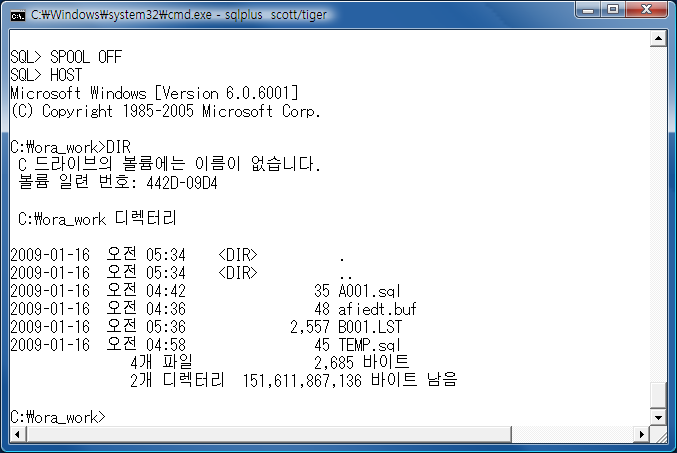 C:₩Windows₩system32₩cmd.exe - sqlplus  scott/tiger
SQL> SPOOL OFF
SQL> HOST
Microsoft Windows [Version 6.0.6001]
(C) Copyright 1985-2005 Microsoft Corp.
C:₩ora_work>DIR
 C 드라이브의 볼륨에는 이름이 없습니다.
 볼륨 일련 번호: 442D-09D4
 C:₩ora_work 디렉터리
2009-01-16  오전 05:34    <DIR>          .
2009-01-16  오전 05:34    <DIR>          ..
2009-01-16  오전 04:42                35 A001.sql
2009-01-16  오전 04:36                48 afiedt.buf
2009-01-16  오전 05:36             2,557 B001.LST
2009-01-16  오전 04:58                45 TEMP.sql
               4개 파일               2,685 바이트
               2개 디렉터리  151,611,867,136 바이트 남음
C:₩ora_work>